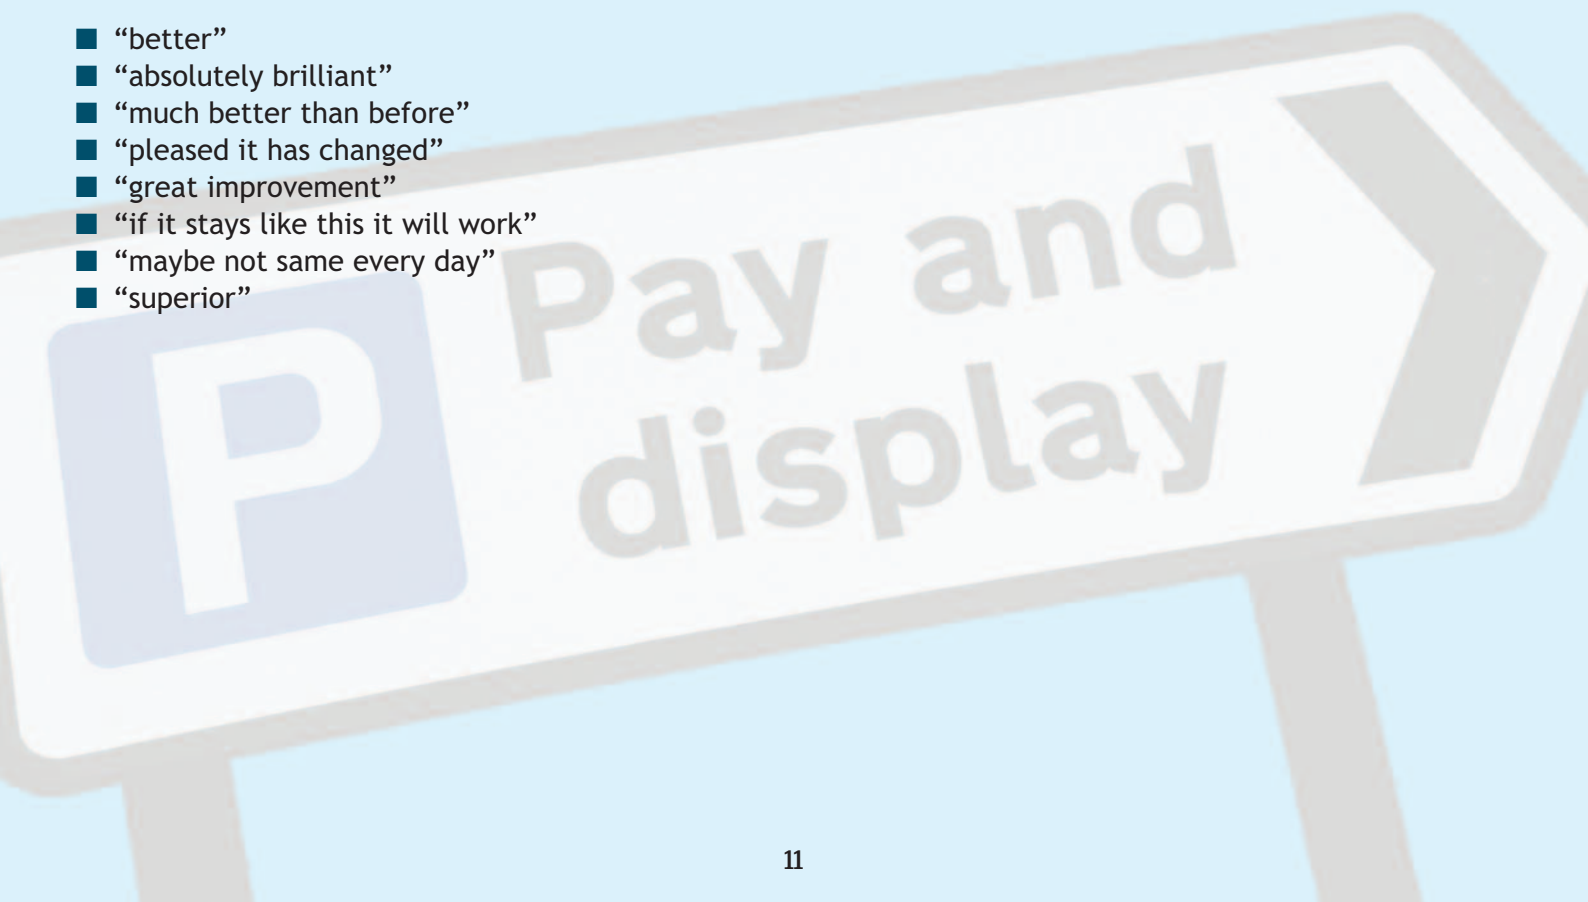 ■ “better”
■ “absolutely brilliant”
■ “much better than before”
■ “pleased it has changed”
■ “great improvement”
■ “if it stays like this it will work”
■ “maybe not same every day”
■ “superior”
P
Pay and
display
11